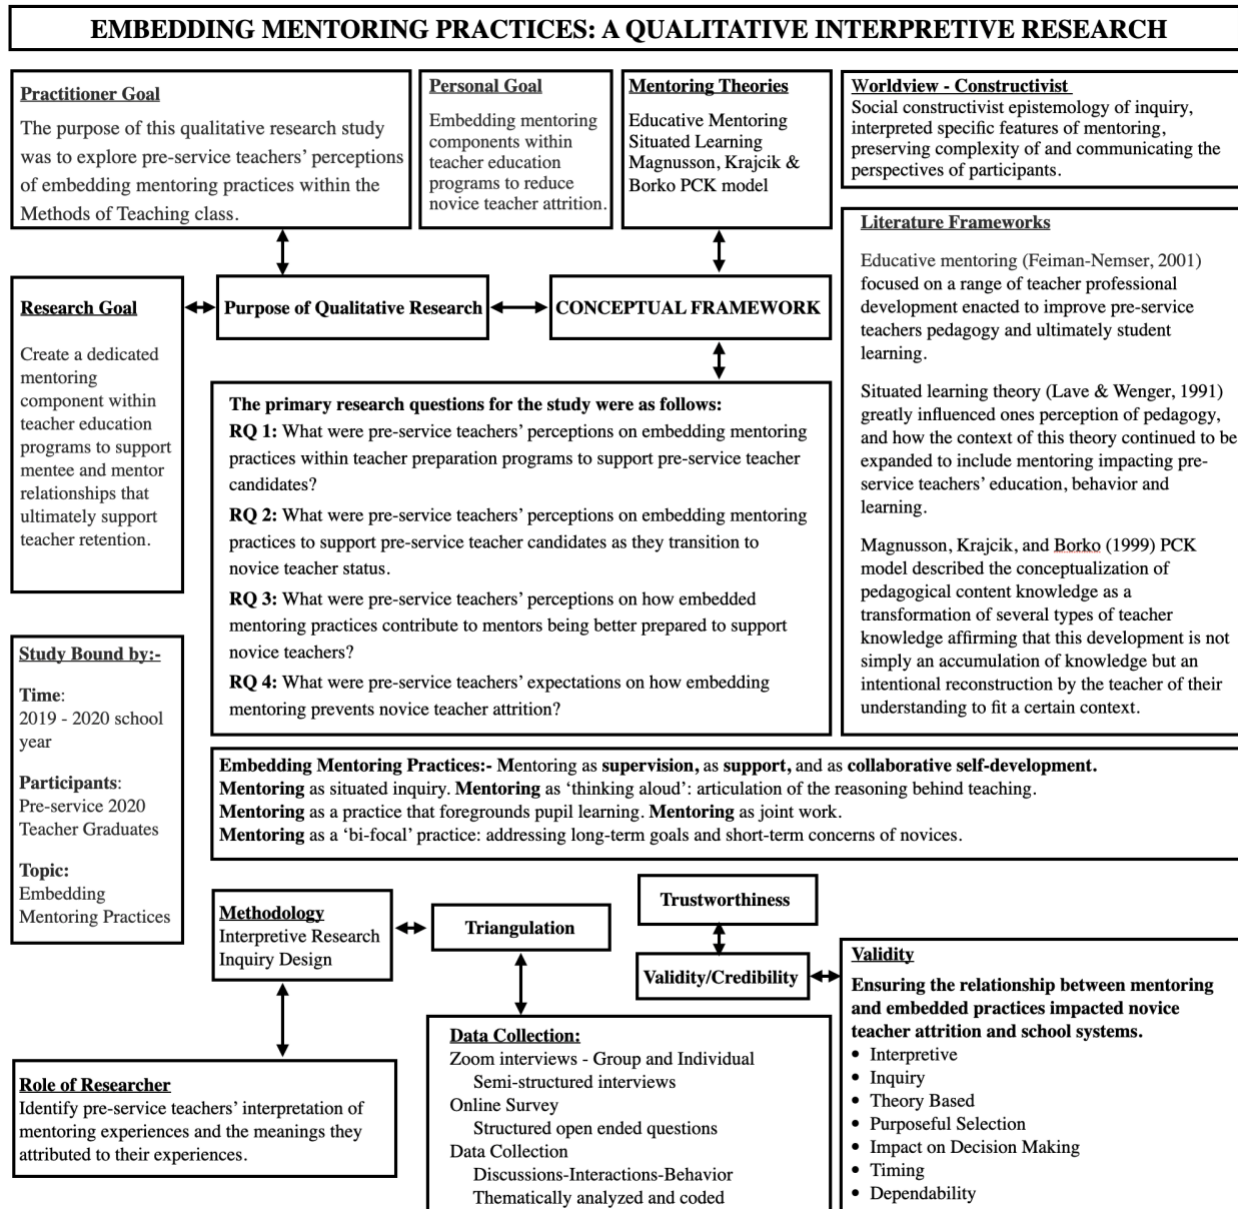 EMBEDDING MENTORING PRACTICES: A QUALITATIVE INTERPRETIVE RESEARCH
Practitioner Goal
The purpose of this qualitative research study
was to explore pre-service teachers' perceptions
of embedding mentoring practices within the
Methods of Teaching class.
Personal Goal
Embedding mentoring
components within
teacher education
programs to reduce
novice teacher attrition.
Mentoring Theories
Educative Mentoring
Situated Learning
Magnusson, Krajcik &
Borko PCK model
Worldview - Constructivist
Social constructivist epistemology of inquiry,
interpreted specific features of mentoring,
preserving complexity of and communicating the
perspectives of participants.
Research Goal
Create a dedicated
mentoring
component within
teacher education
programs to support
mentee and mentor
relationships that
ultimately support
teacher retention.
Purpose of Qualitative Research
CONCEPTUAL FRAMEWORK
Literature Frameworks
Educative mentoring (Feiman-Nemser, 2001)
focused on a range of teacher professional
development enacted to improve pre-service
teachers pedagogy and ultimately student
learning.
Situated learning theory (Lave & Wenger, 1991)
greatly influenced ones perception of pedagogy,
and how the context of this theory continued to be
expanded to include mentoring impacting pre-
service teachers' education, behavior and
learning.
Magnusson, Krajcik, and Borko (1999) PCK
model described the conceptualization of
pedagogical content knowledge as a
transformation of several types of teacher
knowledge affirming that this development is not
simply an accumulation of knowledge but an
intentional reconstruction by the teacher of their
understanding to fit a certain context.
The primary research questions for the study were as follows:
RQ 1: What were pre-service teachers' perceptions on embedding mentoring
practices within teacher preparation programs to support pre-service teacher
candidates?
RQ 2: What were pre-service teachers' perceptions on embedding mentoring
practices to support pre-service teacher candidates as they transition to
novice teacher status.
RQ 3: What were pre-service teachers' perceptions on how embedded
mentoring practices contribute to mentors being better prepared to support
novice teachers?
RQ 4: What were pre-service teachers' expectations on how embedding
mentoring prevents novice teacher attrition?
Study Bound by:-
Time:
2019 - 2020 school
year
Participants:
Pre-service 2020
Teacher Graduates
Topic:
Embedding
Mentoring Practices
Embedding Mentoring Practices:- Mentoring as supervision, as support, and as collaborative self-development.
Mentoring as situated inquiry. Mentoring as 'thinking aloud': articulation of the reasoning behind teaching.
Mentoring as a practice that foregrounds pupil learning. Mentoring as joint work.
Mentoring as a 'bi-focal' practice: addressing long-term goals and short-term concerns of novices.
Methodology
Interpretive Research
Inquiry Design
Triangulation
Trustworthiness
Validity/Credibility
Validity
Ensuring the relationship between mentoring
and embedded practices impacted novice
teacher attrition and school systems.
• Interpretive
• Inquiry
• Theory Based
• Purposeful Selection
• Impact on Decision Making
• Timing
• Dependability
Role of Researcher
Identify pre-service teachers' interpretation of
mentoring experiences and the meanings they
attributed to their experiences.
Data Collection:
Zoom interviews - Group and Individual
Semi-structured interviews
Online Survey
Structured open ended questions
Data Collection
Discussions-Interactions-Behavior
Thematically analyzed and coded